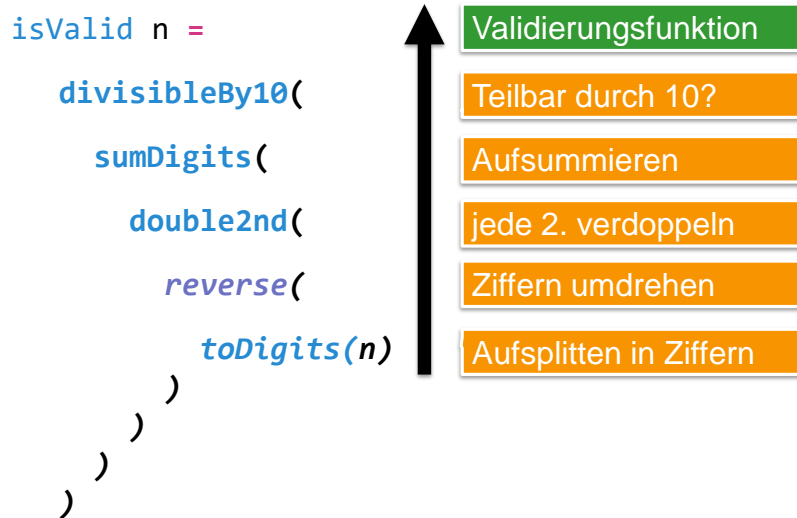 isValid n =
Validierungsfunktion
divisibleBy10(
Teilbar durch 10?
sumDigits(
Aufsummieren
double2nd(
jede 2. verdoppeln
reverse(
Ziffern umdrehen
toDigits(n)
Aufsplitten in Ziffern
)
)
)
)